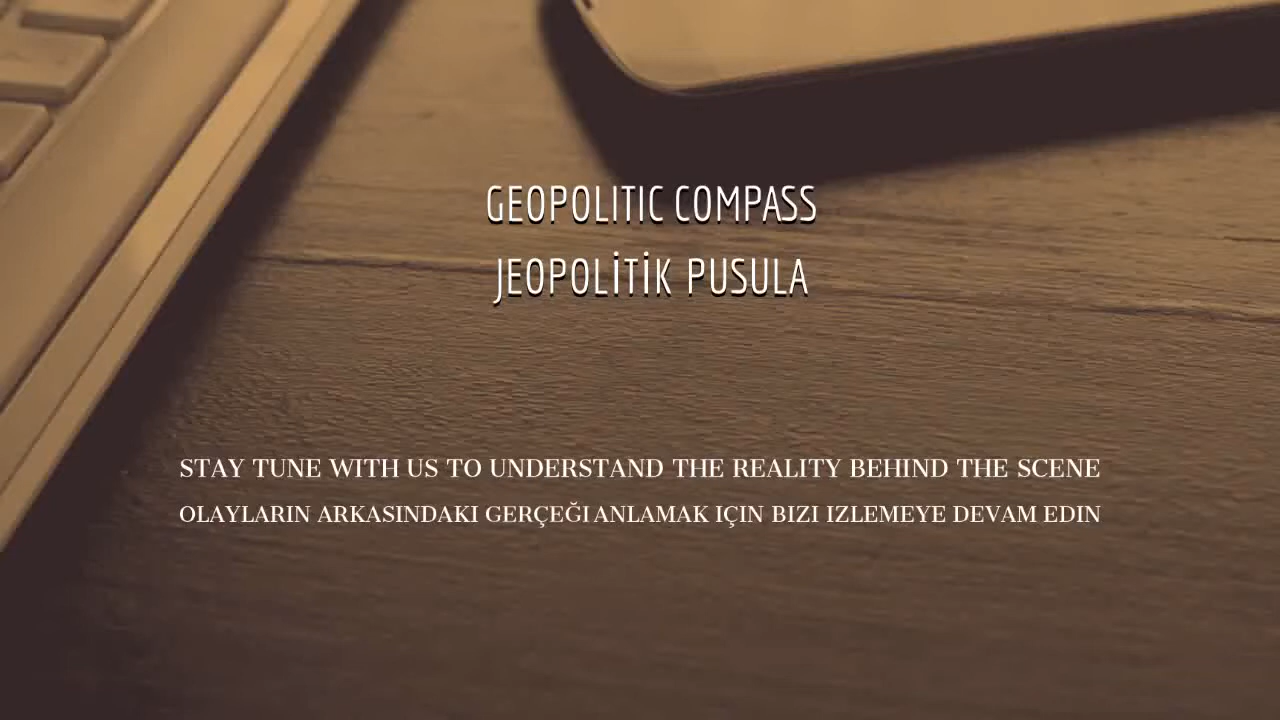 GEOPOLITIC COMPASS
JEOPOLİTİK PUSULA
STAY TUNE WITH US TO UNDERSTAND THE REALITY BEHIND THE SCENE
OLAYLARIN ARKASINDAKI GERÇEĞI ANLAMAK IÇIN BIZI IZLEMEYE DEVAM EDIN